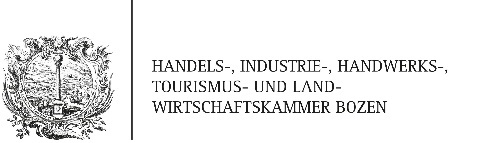 HANDELS-, INDUSTRIE-, HANDWERKS-,
TOURISMUS- UND LAND-
WIRTSCHAFTSKAMMER BOZEN